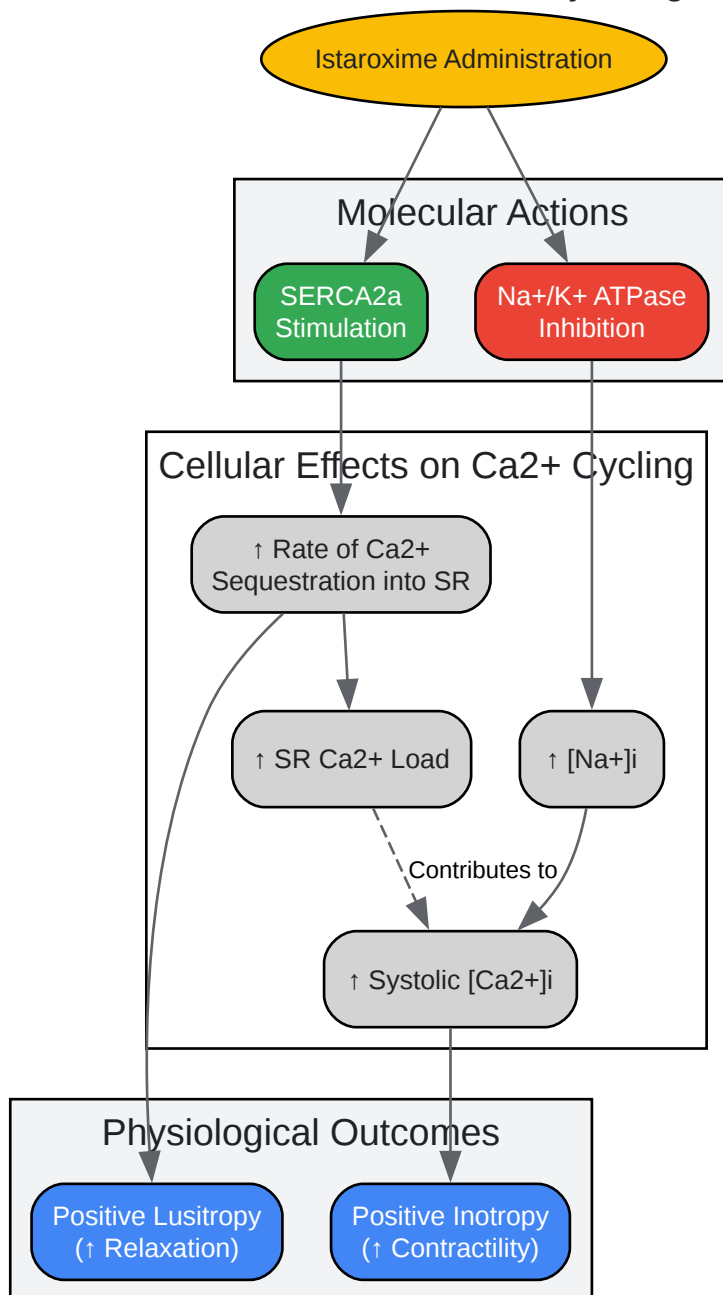 Istaroxime Administration
Molecular Actions
SERCA2a
Stimulation
Na+/K+ ATPase
Inhibition
Cellular Effects on Ca2+ Cycling
↑ Rate of Ca2+
Sequestration into SR
↑ SR Ca2+ Load
↑ [Na+]i
Contributes to
↑ Systolic [Ca2+]i
Physiological Outcomes
Positive Lusitropy
(↑ Relaxation)
Positive Inotropy
(↑ Contractility)